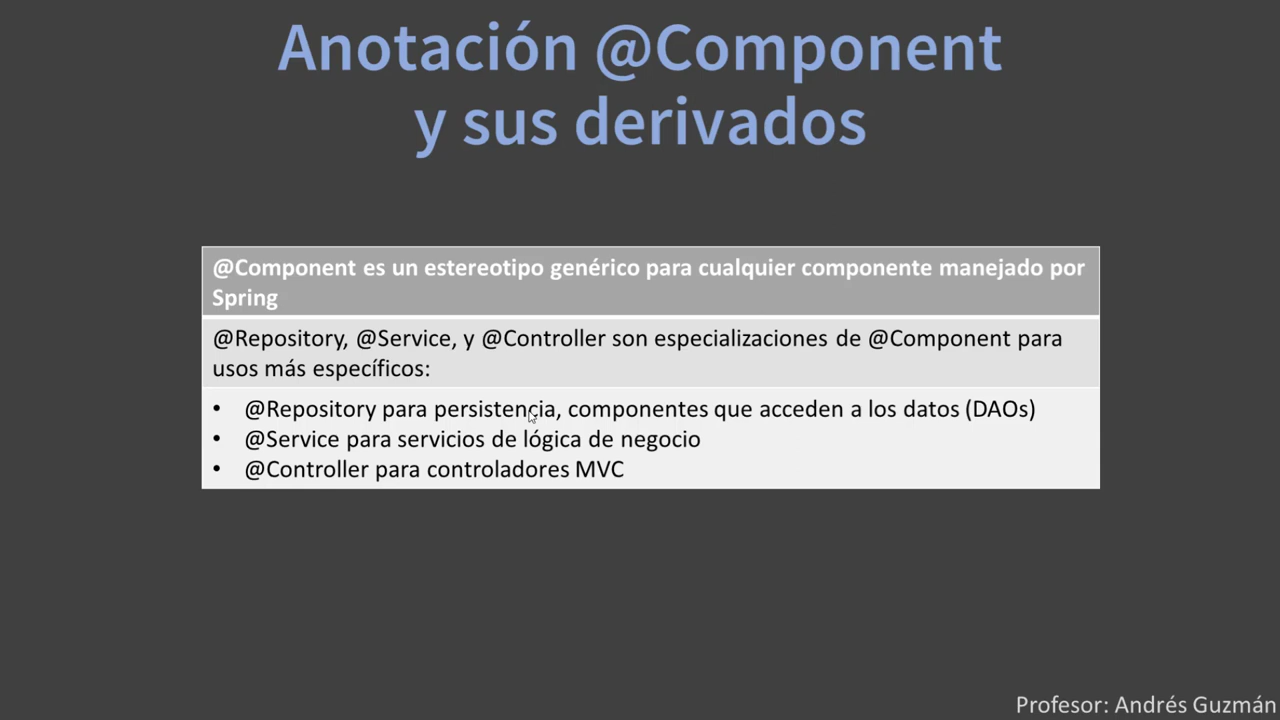 Anotación @Component
y sus derivados
@Component es un estereotipo genérico para cualquier componente manejado por
Spring
@Repository, @Service, y @Controller son especializaciones de @Component para
usos más específicos:
• @Repository para persistencia, componentes que acceden a los datos (DAOs)
• @Service para servicios de lógica de negocio
• @Controller para controladores MVC
Profesor: Andrés Guzmán